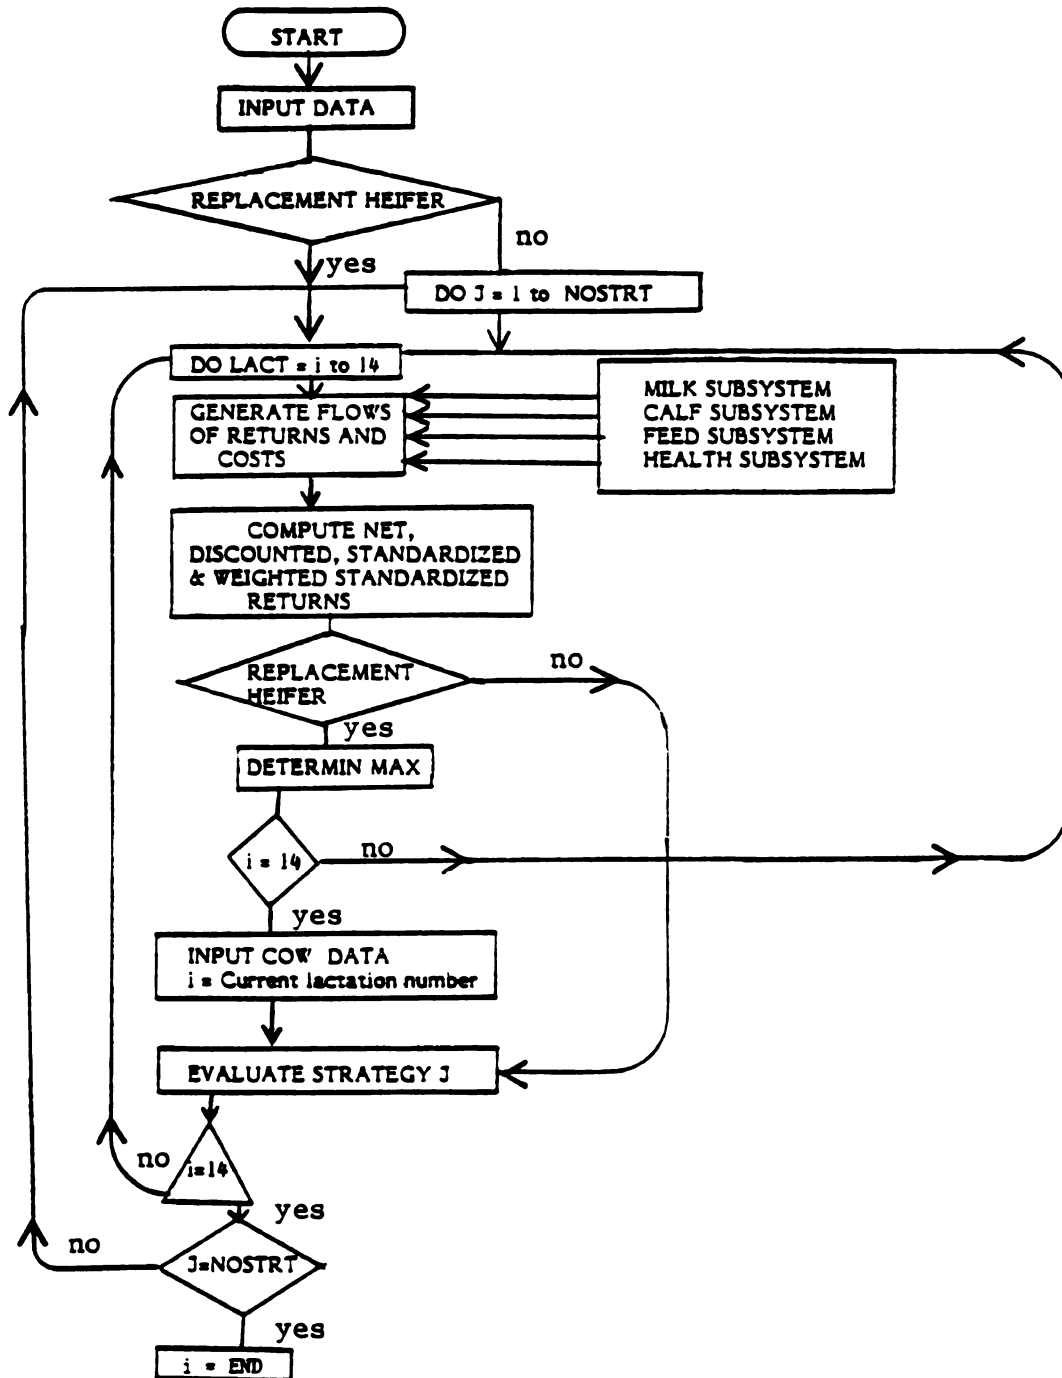 START
INPUT DATA
REPLACEMENT HEIFER
no
yes
DO J = 1 to NOSTRT
DO LACT = i to 14
GENERATE FLOWS
OF RETURNS AND
COSTS
MILK SUBSYSTEM
CALF SUBSYSTEM
FEED SUBSYSTEM
HEALTH SUBSYSTEM
COMPUTE NET,
DISCOUNTED, STANDARDIZED
& WEIGHTED STANDARDIZED
RETURNS
REPLACEMENT
HEIFER
no
yes
DETERMIN MAX
i = 14
no
yes
INPUT COW DATA
i = Current lactation number
EVALUATE STRATEGY J
i=14
no
yes
J=NOSTRT
no
yes
i = END